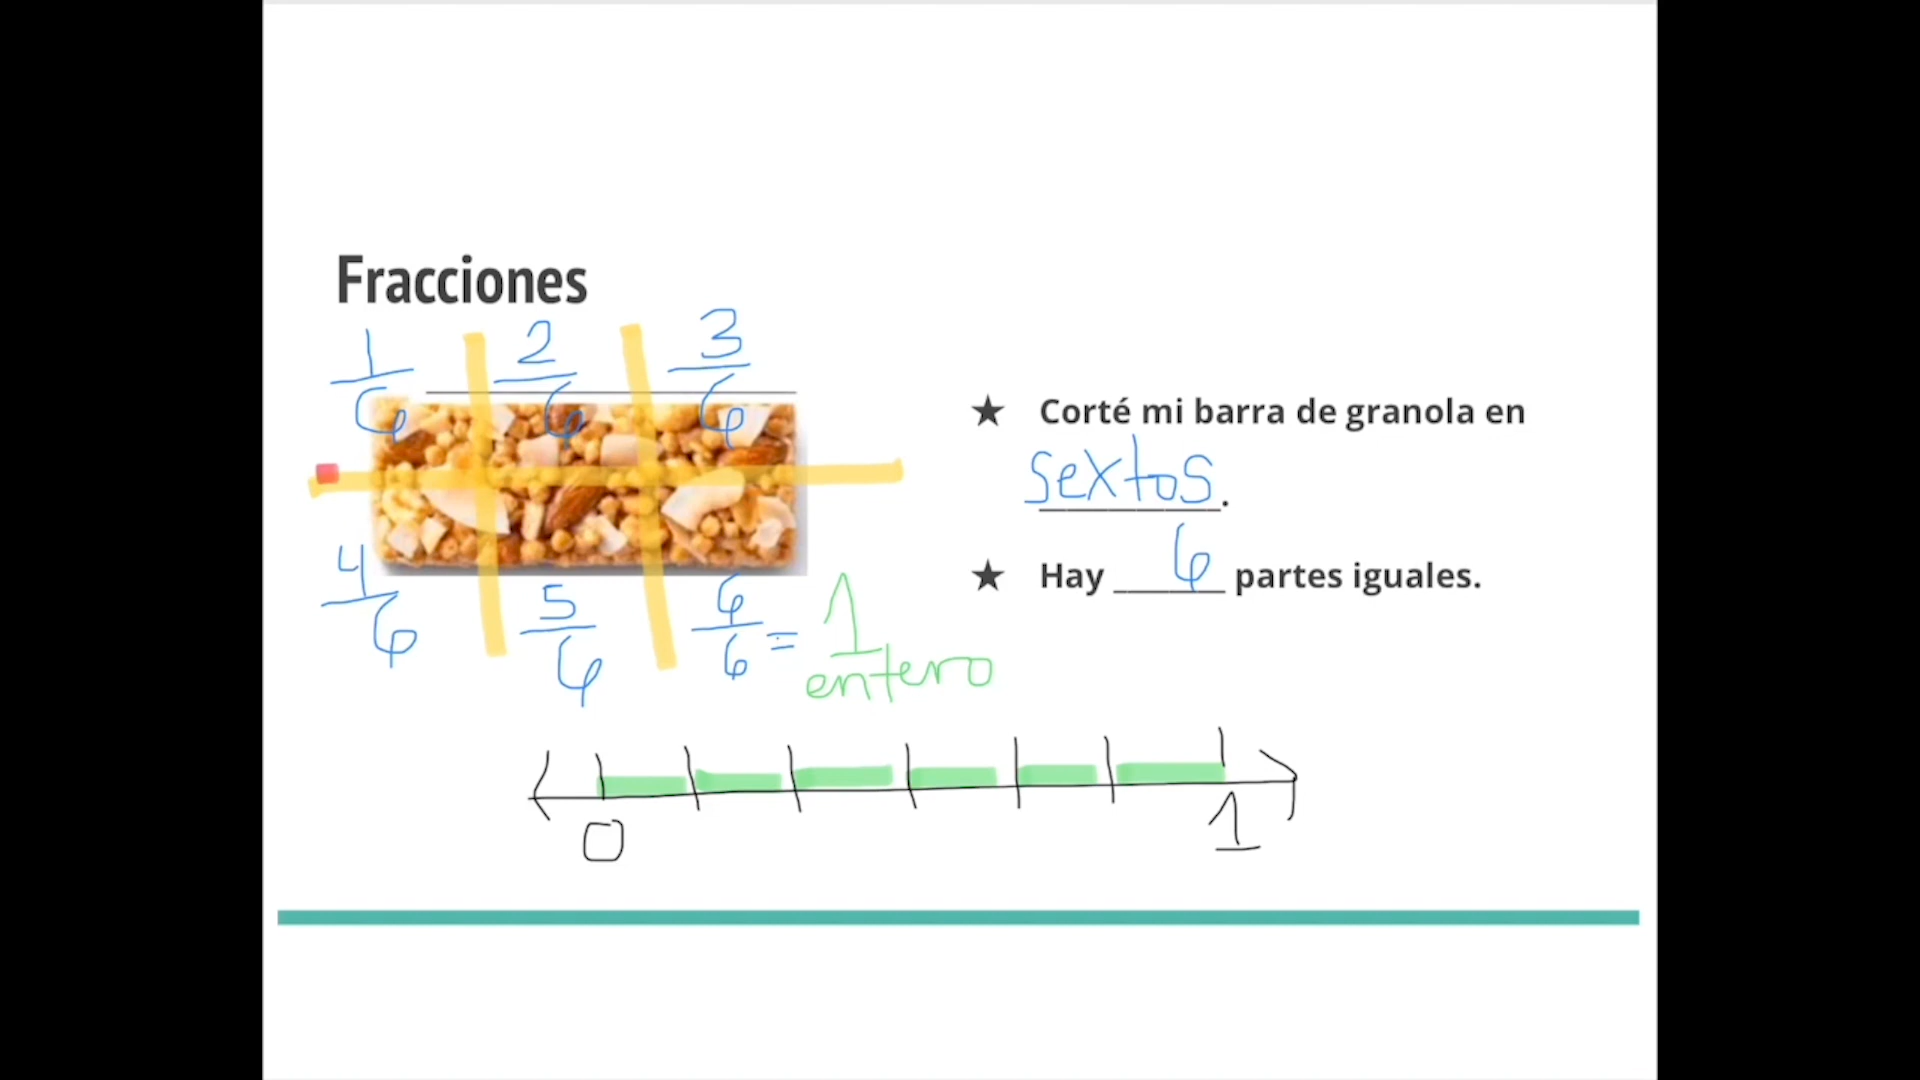 Fracciones
1/6 2/6 3/6
4/6 5/6 6/6 = 1
entero
★ Corté mi barra de granola en
sextos.
★ Hay 6 partes iguales.
0 1